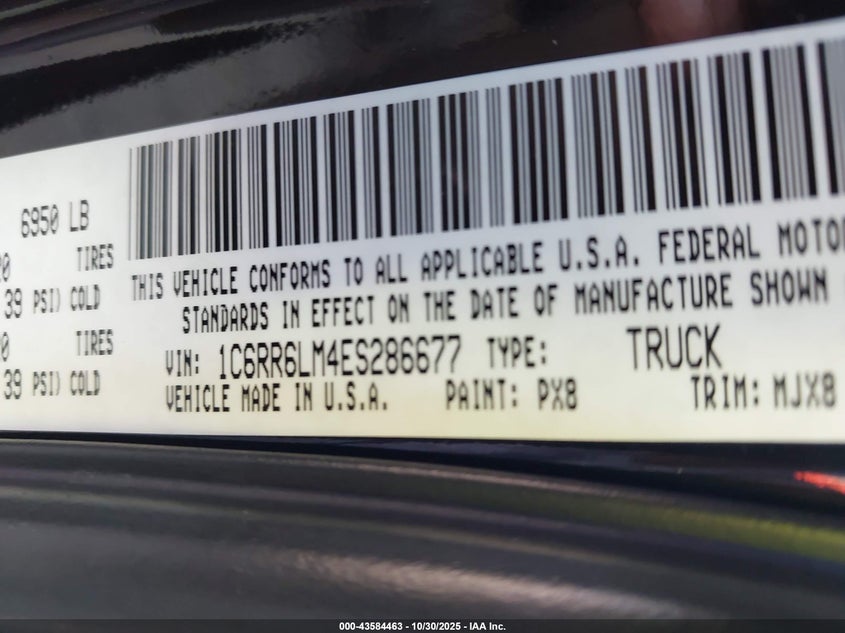 6950 LB
TIRES
39 PSI) COLD
TIRES
39 PSI) COLD
THIS VEHICLE CONFORMS TO ALL APPLICABLE U.S.A. FEDERAL MOTOR
STANDARDS IN EFFECT ON THE DATE OF MANUFACTURE SHOWN
VIN: 1C6RR6LM4ES286677 TYPE: TRUCK
VEHICLE MADE IN U.S.A. PAINT: PX8 TRIM: MJX8
000-43584463 - 10/30/2025 - IAA Inc.